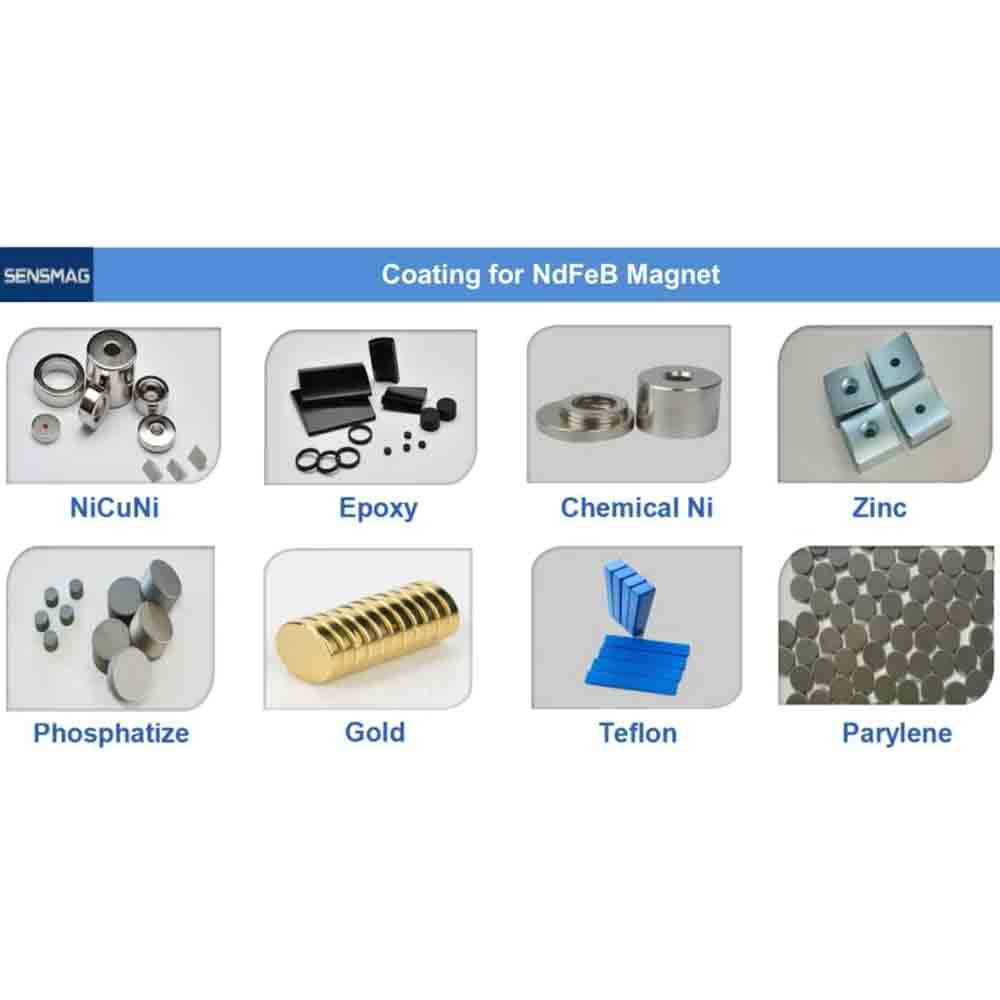 SENSMAG
Coating for NdFeB Magnet
NiCuNi
Epoxy
Chemical Ni
Zinc
Phosphatize
Gold
Teflon
Parylene